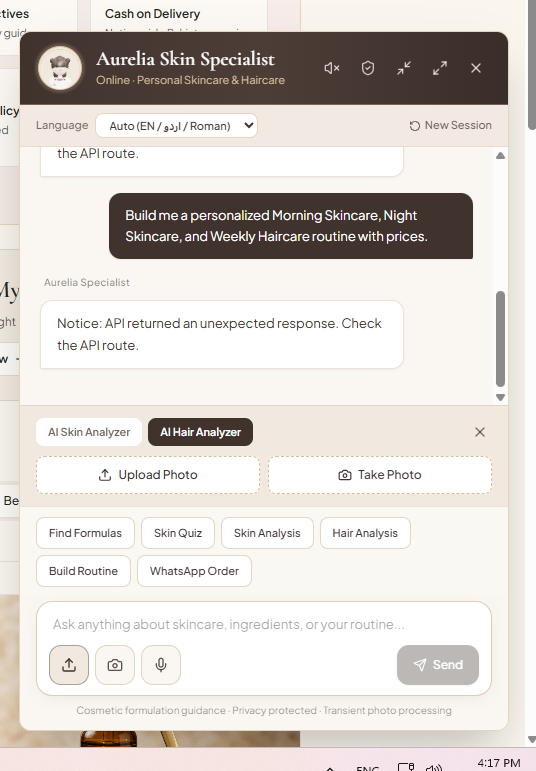 ctives
Cash on Delivery
Aurelia Skin Specialist
Online · Personal Skincare & Haircare
Language
Auto (EN / اردو / Roman)
New Session
the API route.
Build me a personalized Morning Skincare, Night
Skincare, and Weekly Haircare routine with prices.
Aurelia Specialist
Notice: API returned an unexpected response. Check
the API route.
AI Skin Analyzer
AI Hair Analyzer
Upload Photo
Take Photo
Find Formulas
Skin Quiz
Skin Analysis
Hair Analysis
Build Routine
WhatsApp Order
Ask anything about skincare, ingredients, or your routine...
Send
Cosmetic formulation guidance · Privacy protected · Transient photo processing
My
ght
Be
4:17 PM